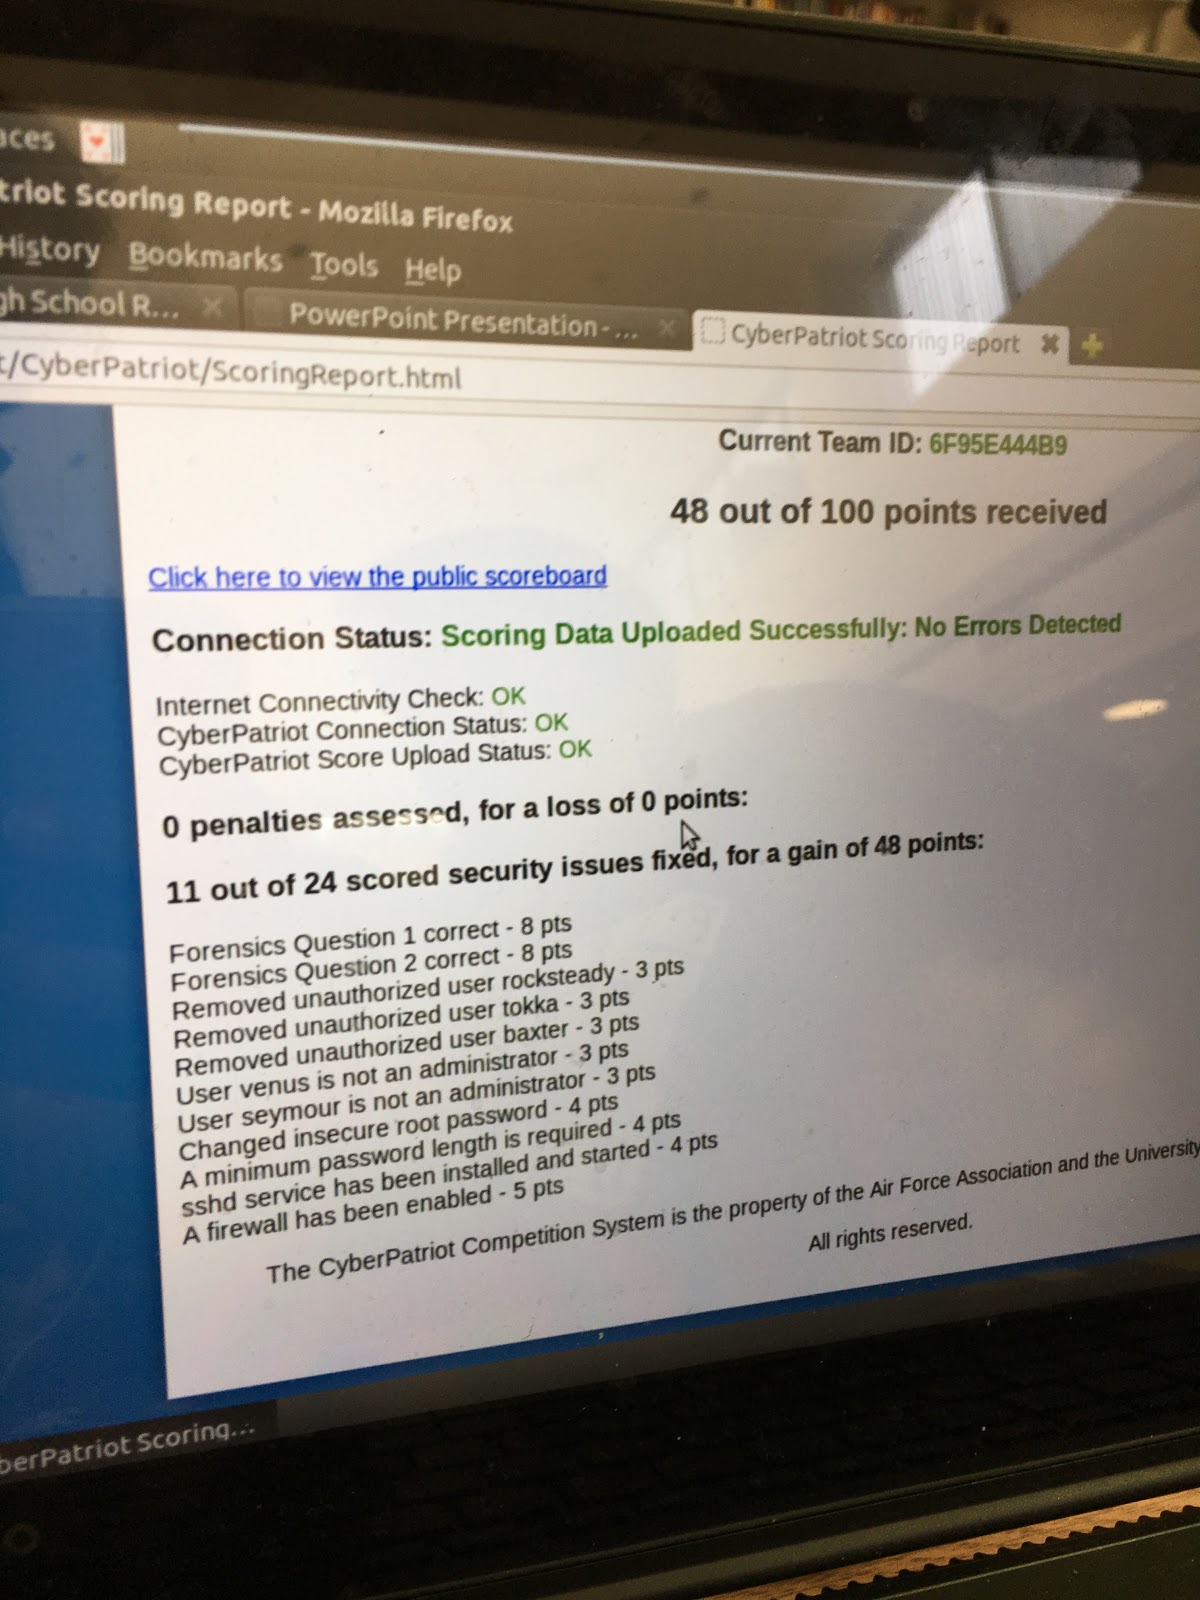 aces
triot Scoring Report - Mozilla Firefox
History Bookmarks Tools Help
gh School R... PowerPoint Presentation - ... CyberPatriot Scoring Report
t/CyberPatriot/ScoringReport.html
Current Team ID: 6F95E444B9
48 out of 100 points received
Click here to view the public scoreboard
Connection Status: Scoring Data Uploaded Successfully: No Errors Detected
Internet Connectivity Check: OK
CyberPatriot Connection Status: OK
CyberPatriot Score Upload Status: OK
0 penalties assessed, for a loss of 0 points:
11 out of 24 scored security issues fixed, for a gain of 48 points:
Forensics Question 1 correct - 8 pts
Forensics Question 2 correct - 8 pts
Removed unauthorized user rocksteady - 3 pts
Removed unauthorized user tokka - 3 pts
Removed unauthorized user baxter - 3 pts
User venus is not an administrator - 3 pts
User seymour is not an administrator - 3 pts
Changed insecure root password - 4 pts
A minimum password length is required - 4 pts
sshd service has been installed and started - 4 pts
A firewall has been enabled - 5 pts
The CyberPatriot Competition System is the property of the Air Force Association and the University
All rights reserved.
berPatriot Scoring...